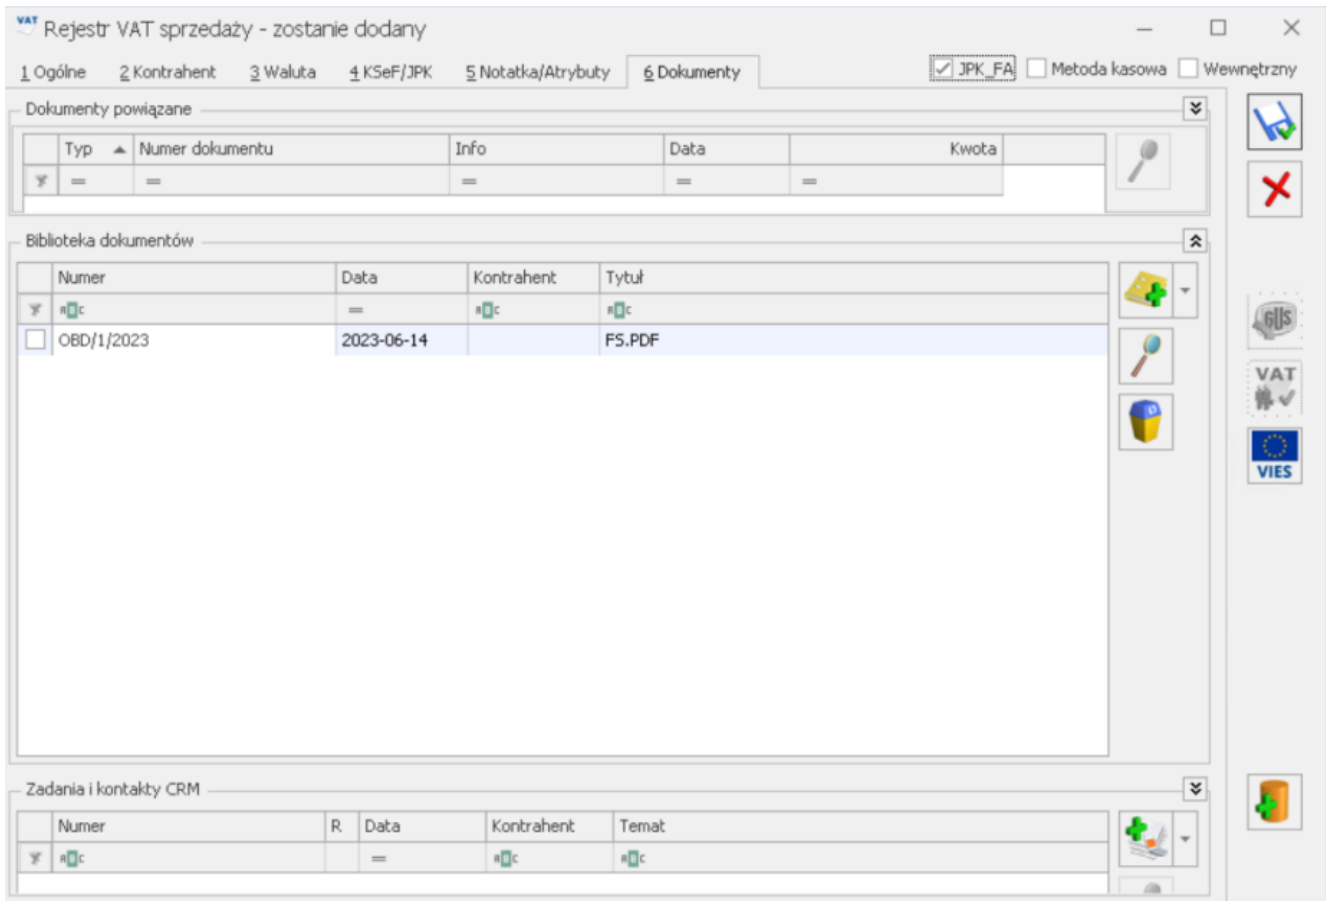 VAT Rejestr VAT sprzedaży - zostanie dodany
1 Ogólne 2 Kontrahent 3 Waluta 4 KSeF/JPK 5 Notatka/Atrybuty 6 Dokumenty JPK_FA Metoda kasowa Wewnętrzny
Dokumenty powiązane
Typ Numer dokumentu Info Data Kwota
= = = = =
Biblioteka dokumentów
Numer Data Kontrahent Tytuł
=
OBD/1/2023 2023-06-14 FS.PDF
GUS
VAT
VIES
Zadania i kontakty CRM
Numer R Data Kontrahent Temat
=